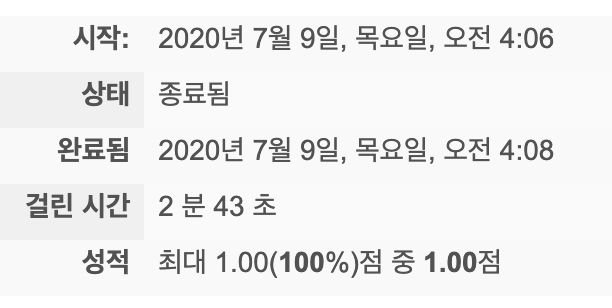 시작: 2020년 7월 9일, 목요일, 오전 4:06
상태 종료됨
완료됨 2020년 7월 9일, 목요일, 오전 4:08
걸린 시간 2 분 43 초
성적 최대 1.00(100%)점 중 1.00점